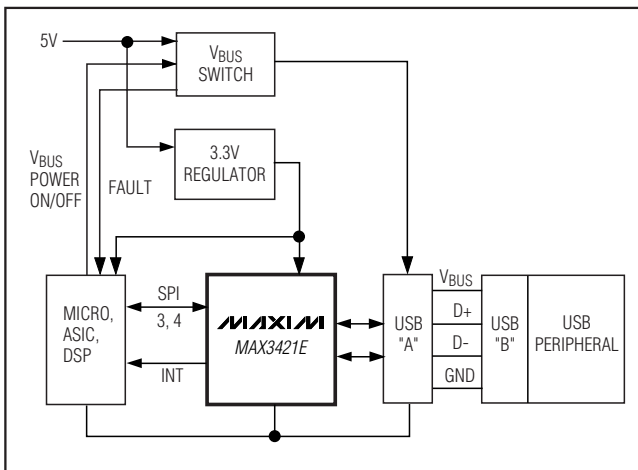 5V
VBUS
SWITCH
3.3V
REGULATOR
VBUS
POWER
ON/OFF
FAULT
MICRO,
ASIC,
DSP
SPI
3, 4
INT
MAXIM
MAX3421E
USB
"A"
VBUS
D+
D-
GND
USB
"B"
USB
PERIPHERAL